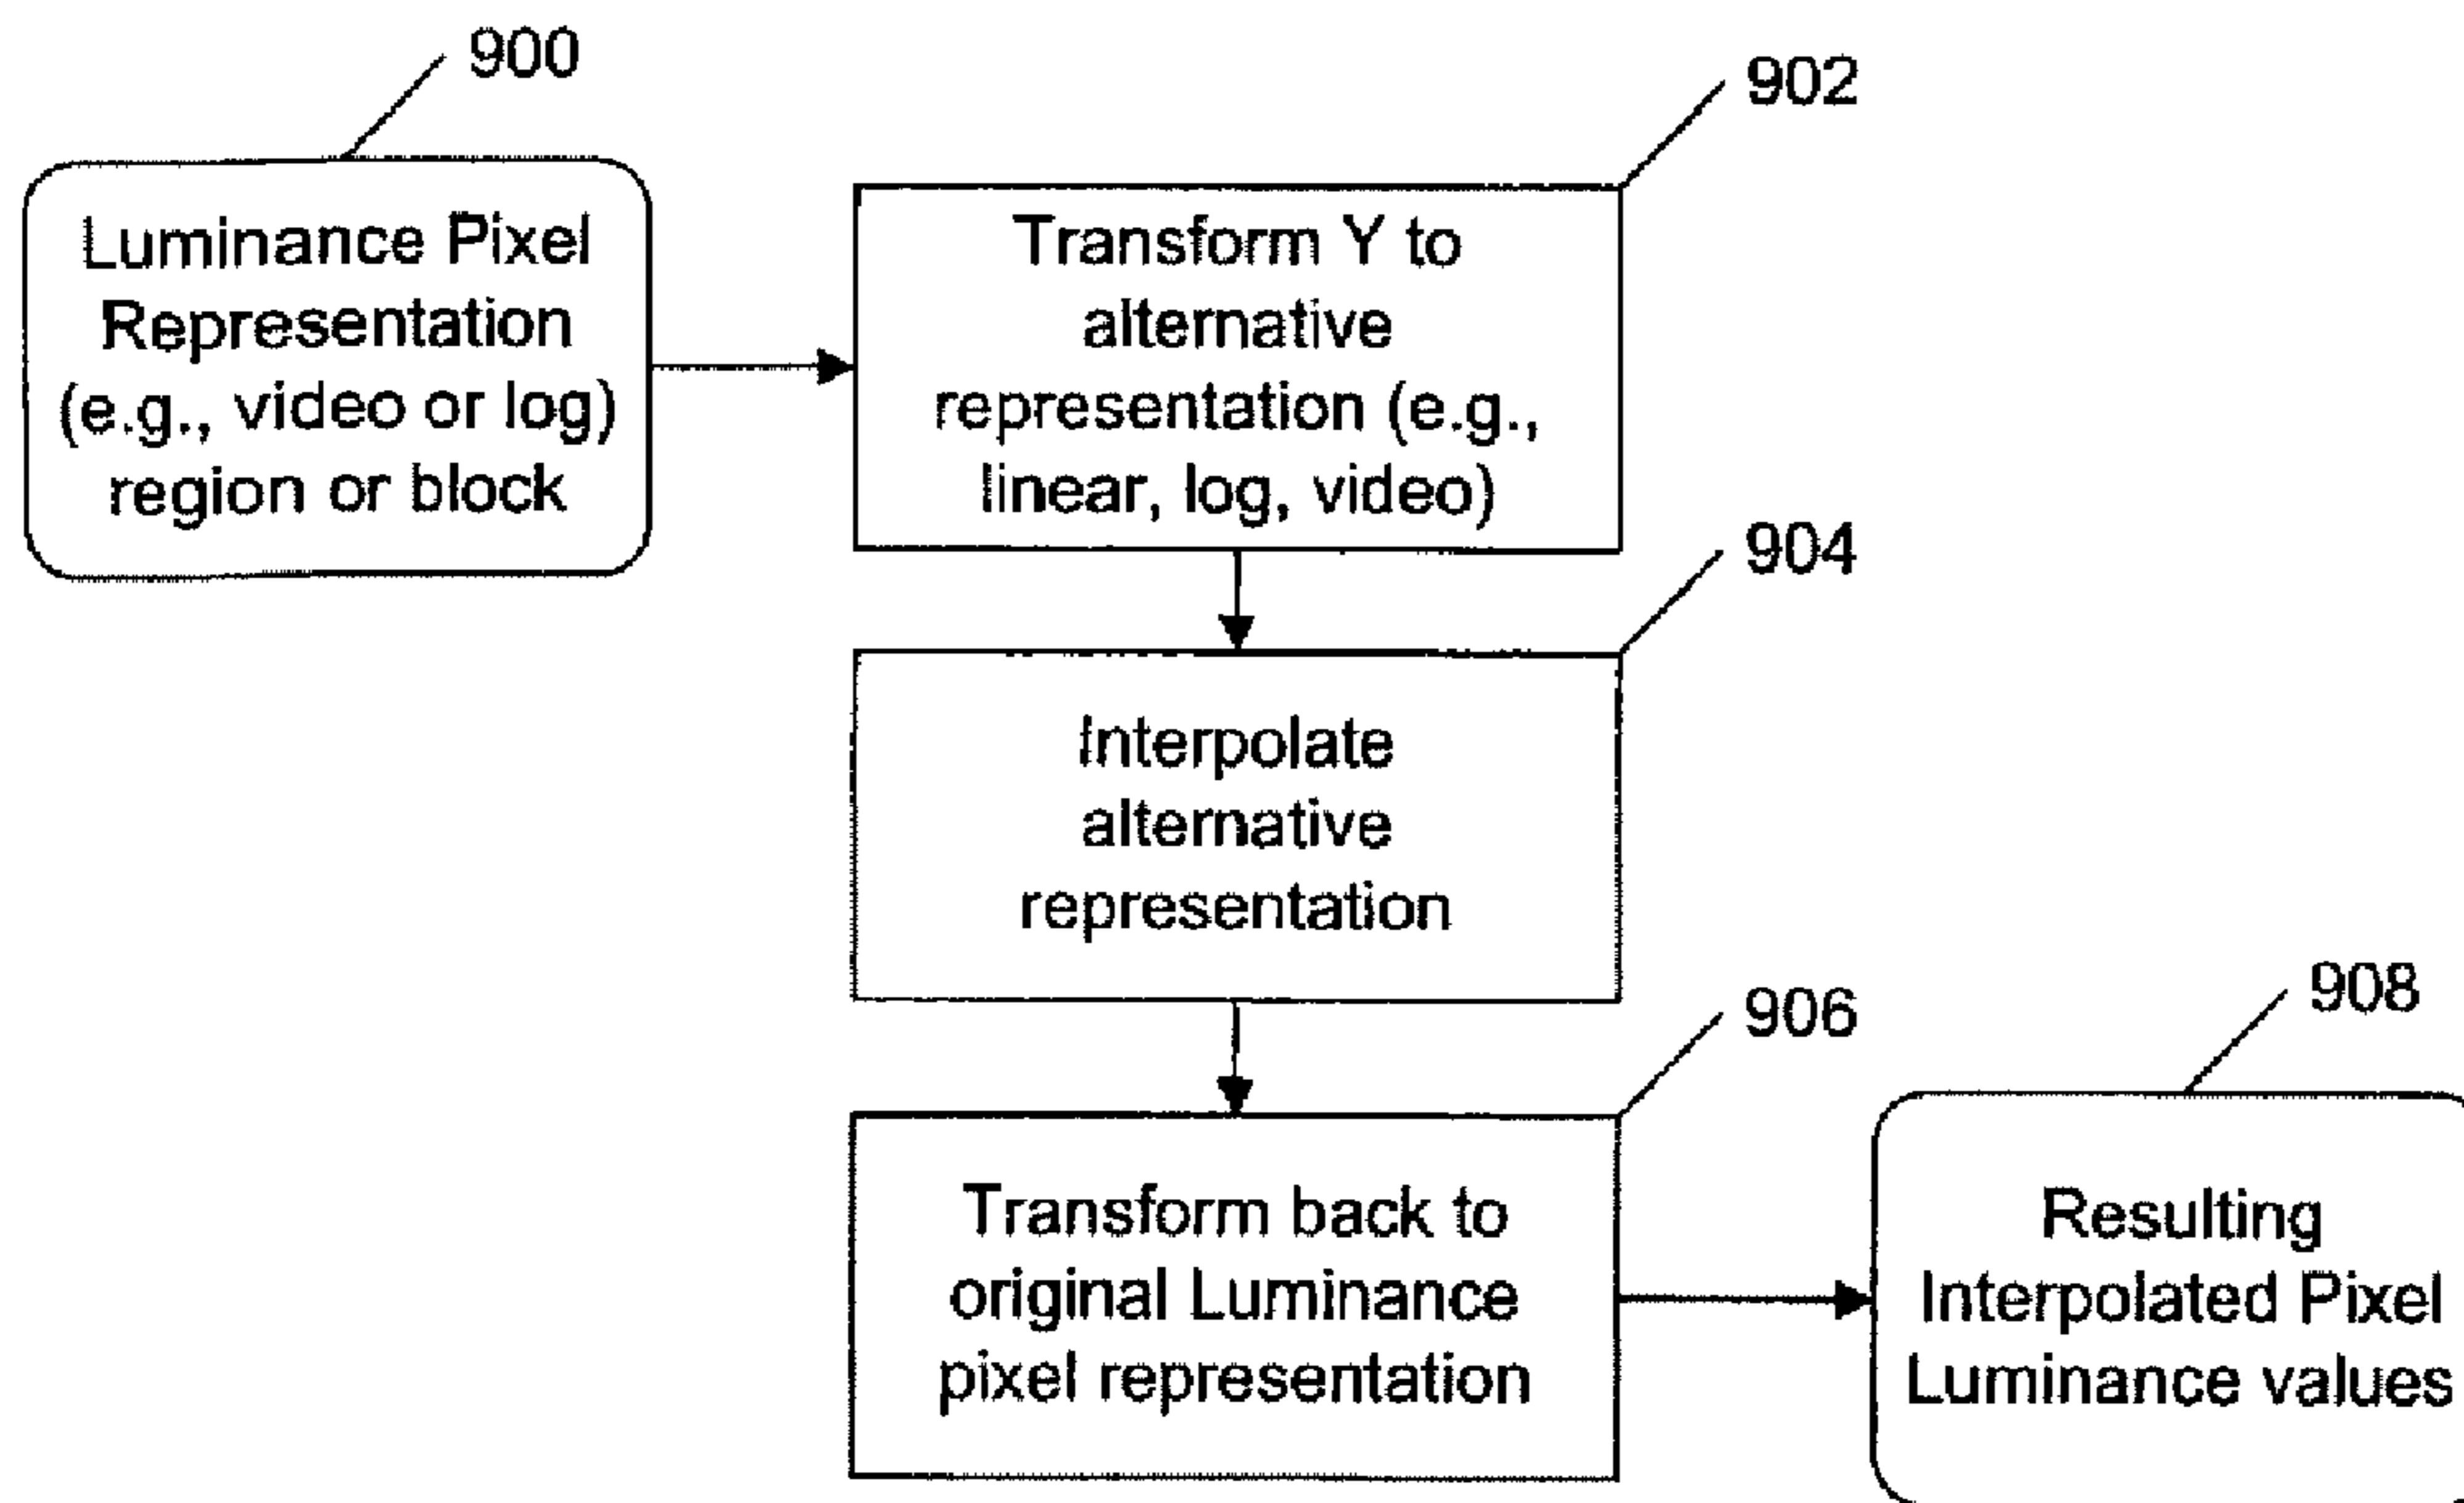 900
Luminance Pixel
Representation
(e.g., video or log)
region or block
902
Transform Y to
alternative
representation (e.g.,
linear, log, video)
904
Interpolate
alternative
representation
906
Transform back to
original Luminance
pixel representation
908
Resulting
Interpolated Pixel
Luminance values